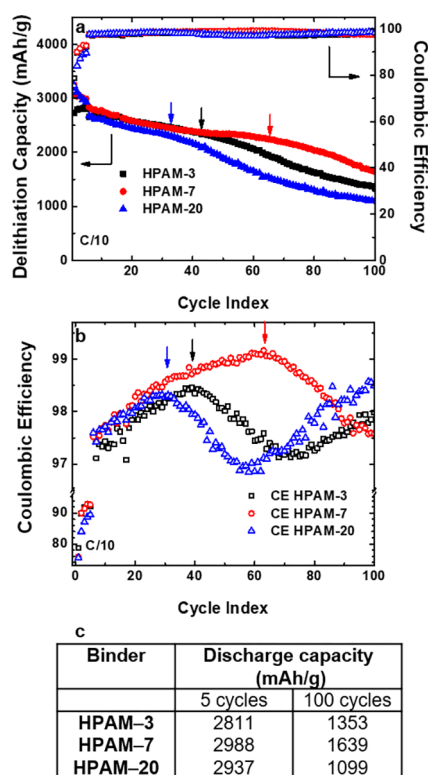 a
Delithiation Capacity (mAh/g)
4000
3000
2000
1000
0
100
80
60
40
20
0
Coulombic Efficiency
HPAM-3
HPAM-7
HPAM-20
C/10
0 20 40 60 80 100
Cycle Index
b
Coulombic Efficiency
99
98
97
90
80
CE HPAM-3
CE HPAM-7
CE HPAM-20
C/10
0 20 40 60 80 100
Cycle Index
c
Binder Discharge capacity
(mAh/g)
5 cycles 100 cycles
HPAM–3 2811 1353
HPAM–7 2988 1639
HPAM–20 2937 1099